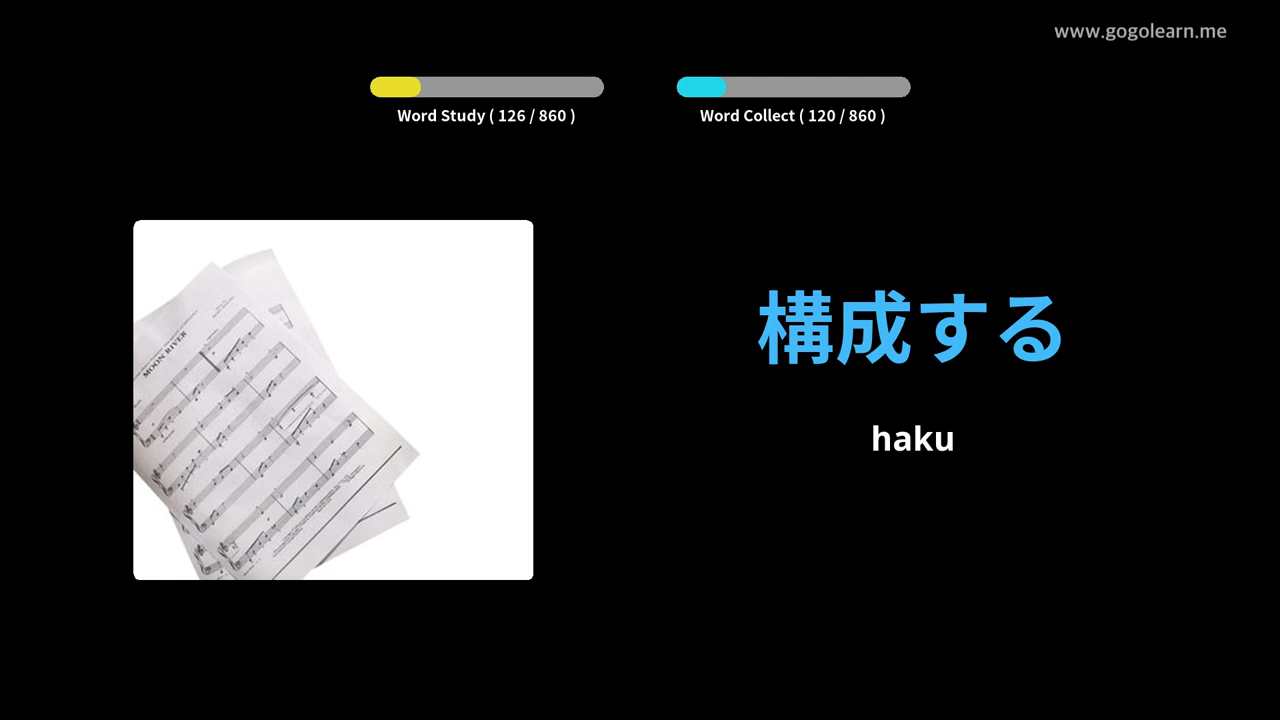 www.gogolearn.me
Word Study ( 126 / 860 )
Word Collect ( 120 / 860 )
MOON RIVER
構成する
haku